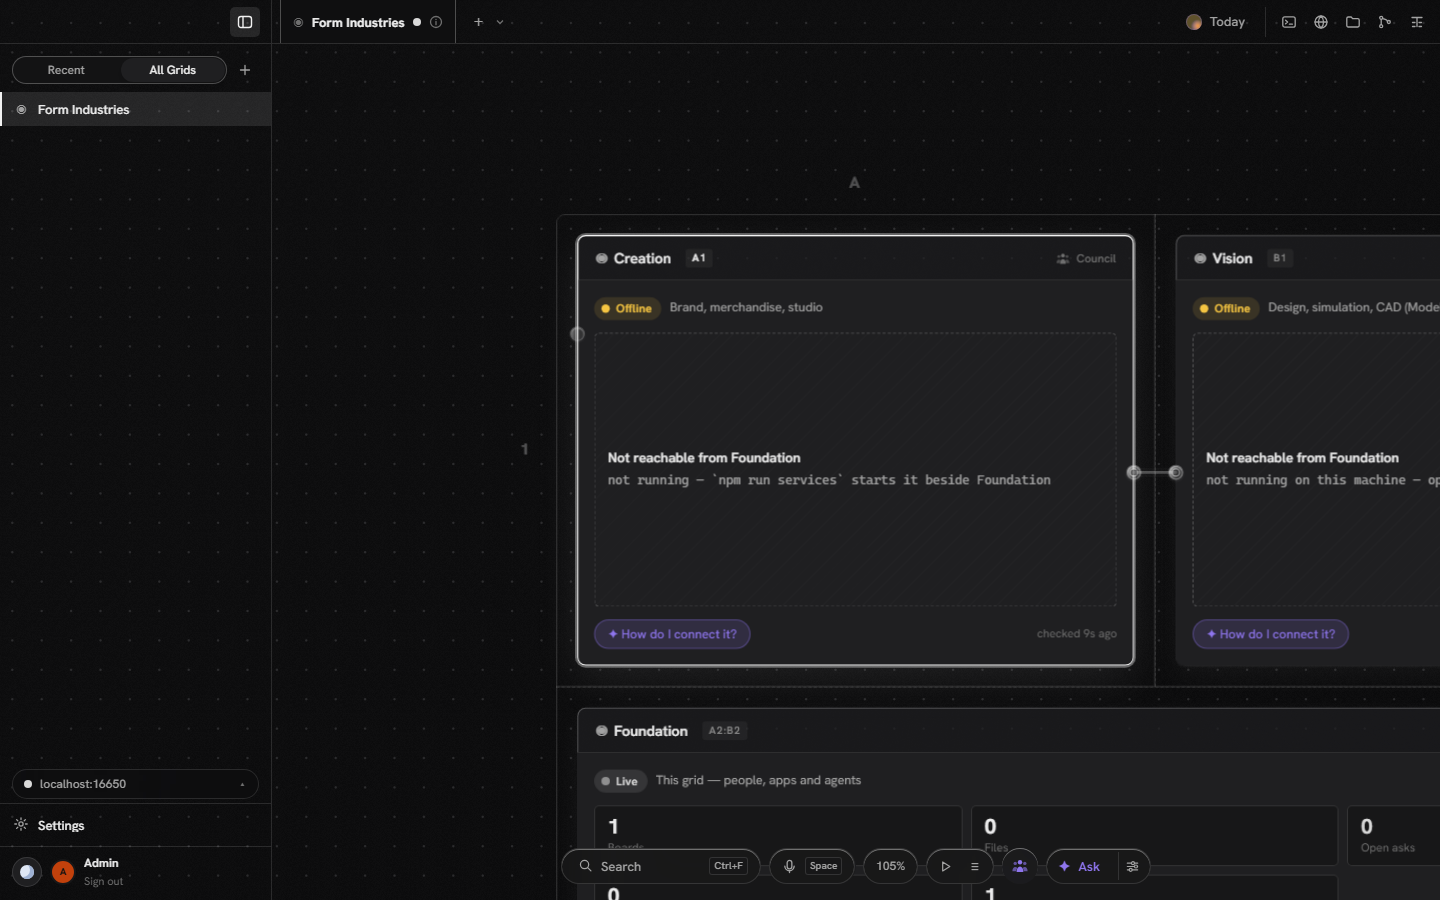 Form Industries
Today
Recent
All Grids
Form Industries
A
1
Creation
A1
Council
Offline
Brand, merchandise, studio
Not reachable from Foundation
not running — `npm run services` starts it beside Foundation
✦ How do I connect it?
checked 9s ago
Vision
B1
Offline
Design, simulation, CAD (Mode
Not reachable from Foundation
not running on this machine — op
✦ How do I connect it?
Foundation
A2:B2
Live
This grid — people, apps and agents
1
Boards
0
Files
0
Open asks
0
1
Search
Ctrl+F
Space
105%
Ask
localhost:16650
Settings
A
Admin
Sign out